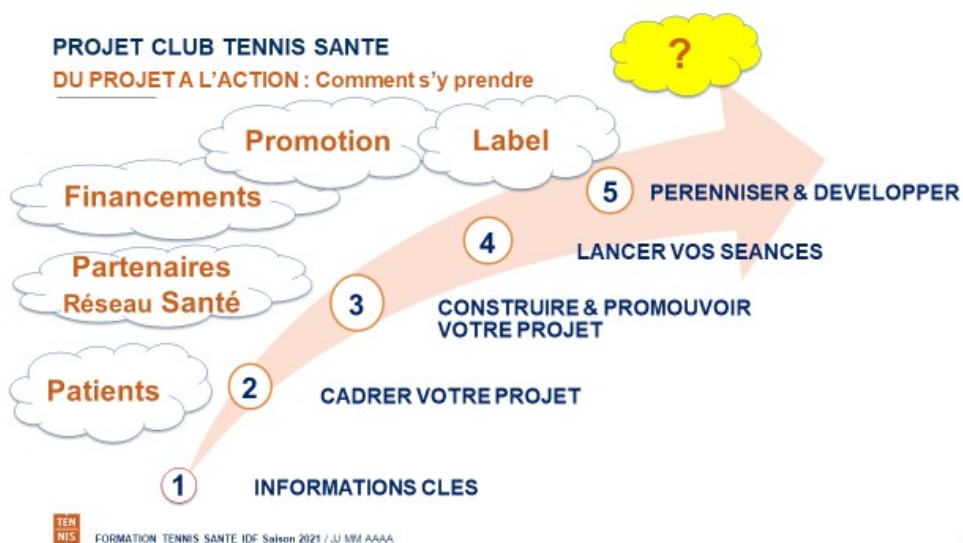 PROJET CLUB TENNIS SANTE
DU PROJET A L'ACTION : Comment s'y prendre
?
Promotion
Label
Financements
5 PERENNISER & DEVELOPPER
4 LANCER VOS SEANCES
Partenaires
Réseau Santé
3 CONSTRUIRE & PROMOUVOIR
VOTRE PROJET
Patients
2 CADRER VOTRE PROJET
1 INFORMATIONS CLES
TEN
NIS
FORMATION TENNIS SANTE IDF Saison 2021 / JJ MM AAAA